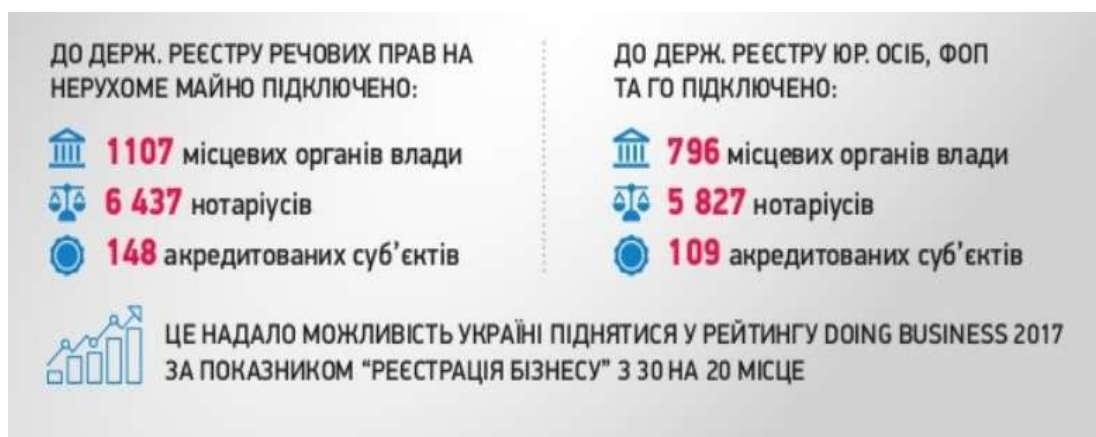 ДО ДЕРЖ. РЕЄСТРУ РЕЧОВИХ ПРАВ НА
НЕРУХОМЕ МАЙНО ПІДКЛЮЧЕНО:
1107 місцевих органів влади
6 437 нотаріусів
148 акредитованих суб’єктів
ДО ДЕРЖ. РЕЄСТРУ ЮР. ОСІБ, ФОП
ТА ГО ПІДКЛЮЧЕНО:
796 місцевих органів влади
5 827 нотаріусів
109 акредитованих суб’єктів
ЦЕ НАДАЛО МОЖЛИВІСТЬ УКРАЇНІ ПІДНЯТИСЯ У РЕЙТИНГУ DOING BUSINESS 2017
ЗА ПОКАЗНИКОМ “РЕЄСТРАЦІЯ БІЗНЕСУ” З 30 НА 20 МІСЦЕ